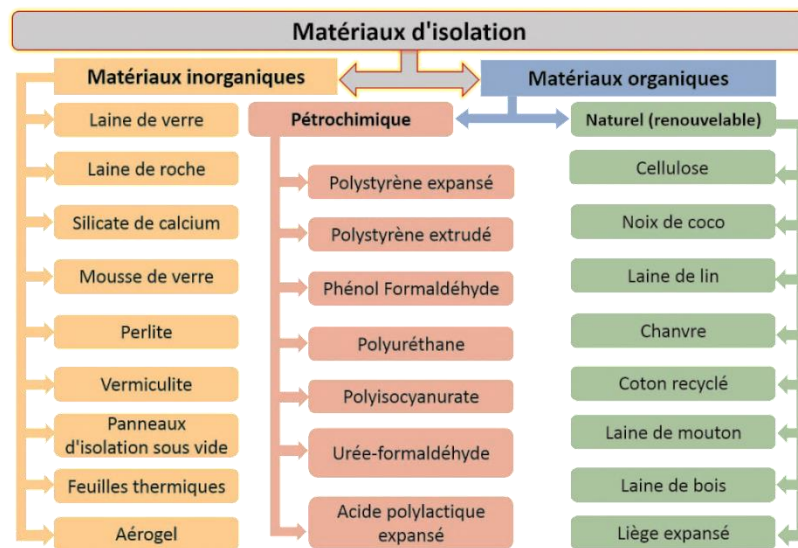 Matériaux d'isolation
Matériaux inorganiques
Laine de verre
Laine de roche
Silicate de calcium
Mousse de verre
Perlite
Vermiculite
Panneaux
d'isolation sous vide
Feuilles thermiques
Aérogel
Matériaux organiques
Pétrochimique
Polystyrène expansé
Polystyrène extrudé
Phénol Formaldéhyde
Polyuréthane
Polyisocyanurate
Urée-formaldéhyde
Acide polylactique
expansé
Naturel (renouvelable)
Cellulose
Noix de coco
Laine de lin
Chanvre
Coton recyclé
Laine de mouton
Laine de bois
Liège expansé